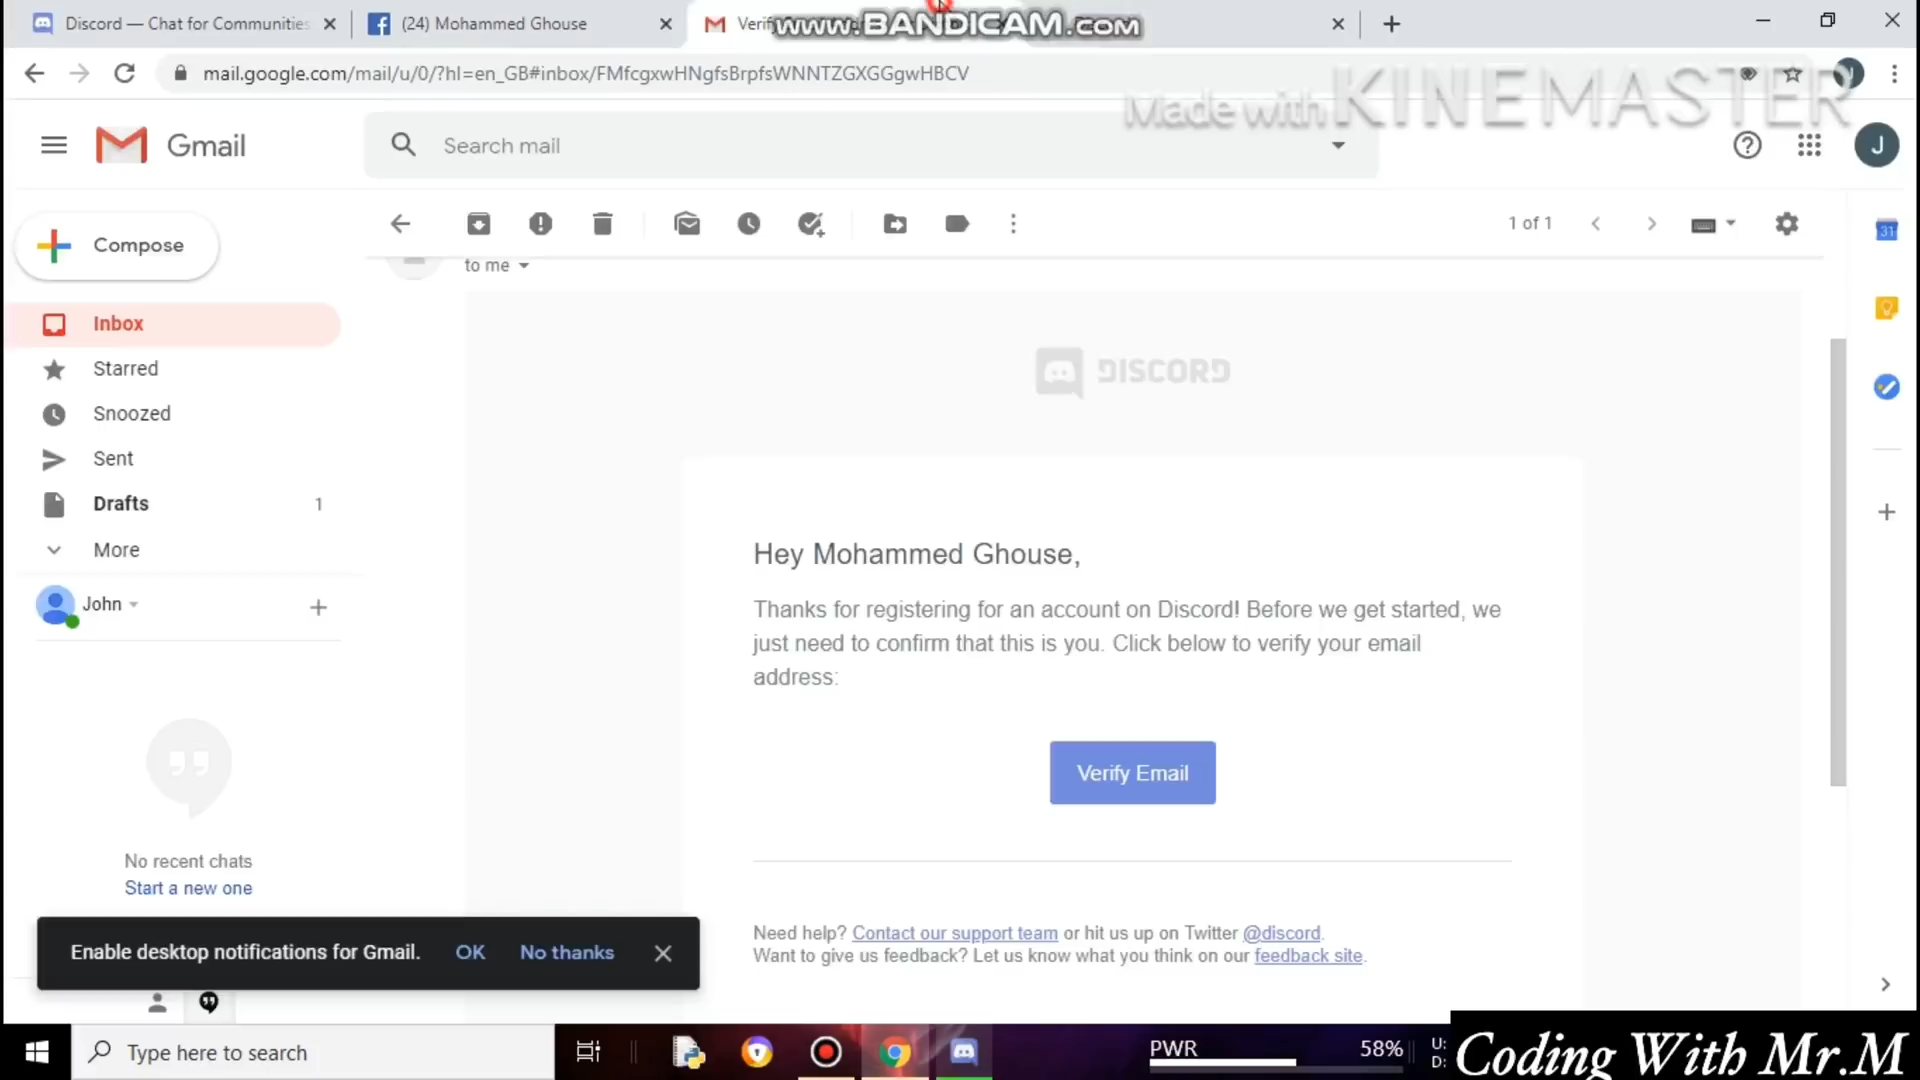 Discord — Chat for Communities
(24) Mohammed Ghouse
Verify
www.BANDICAM.com
mail.google.com/mail/u/0/?hl=en_GB#inbox/FMfcgxwHNgfsBrpfsWNNTZGXGGgwHBCV
Made with KINEMASTER
Gmail
Search mail
J
Compose
1 of 1
31
to me
Inbox
Starred
Snoozed
Sent
Drafts 1
More
John
DISCORD
Hey Mohammed Ghouse,
Thanks for registering for an account on Discord! Before we get started, we
just need to confirm that this is you. Click below to verify your email
address:
Verify Email
No recent chats
Start a new one
Need help? Contact our support team or hit us up on Twitter @discord.
Want to give us feedback? Let us know what you think on our feedback site.
Enable desktop notifications for Gmail. OK No thanks
Type here to search
PWR 58%
U:
D:
Coding With Mr.M